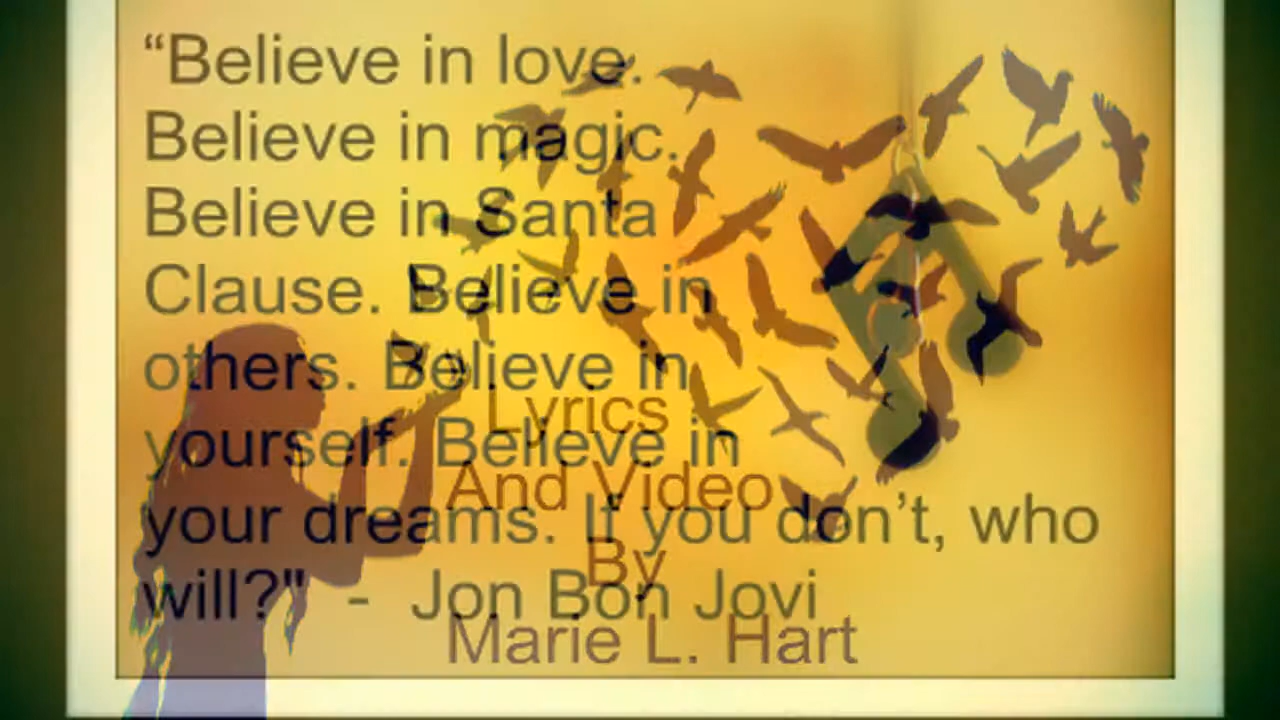 “Believe in love.
Believe in magic.
Believe in Santa
Clause. Believe in
others. Believe in
yourself. Believe in
your dreams. If you don’t, who
will?" - Jon Bon Jovi
Lyrics
And Video
By
Marie L. Hart